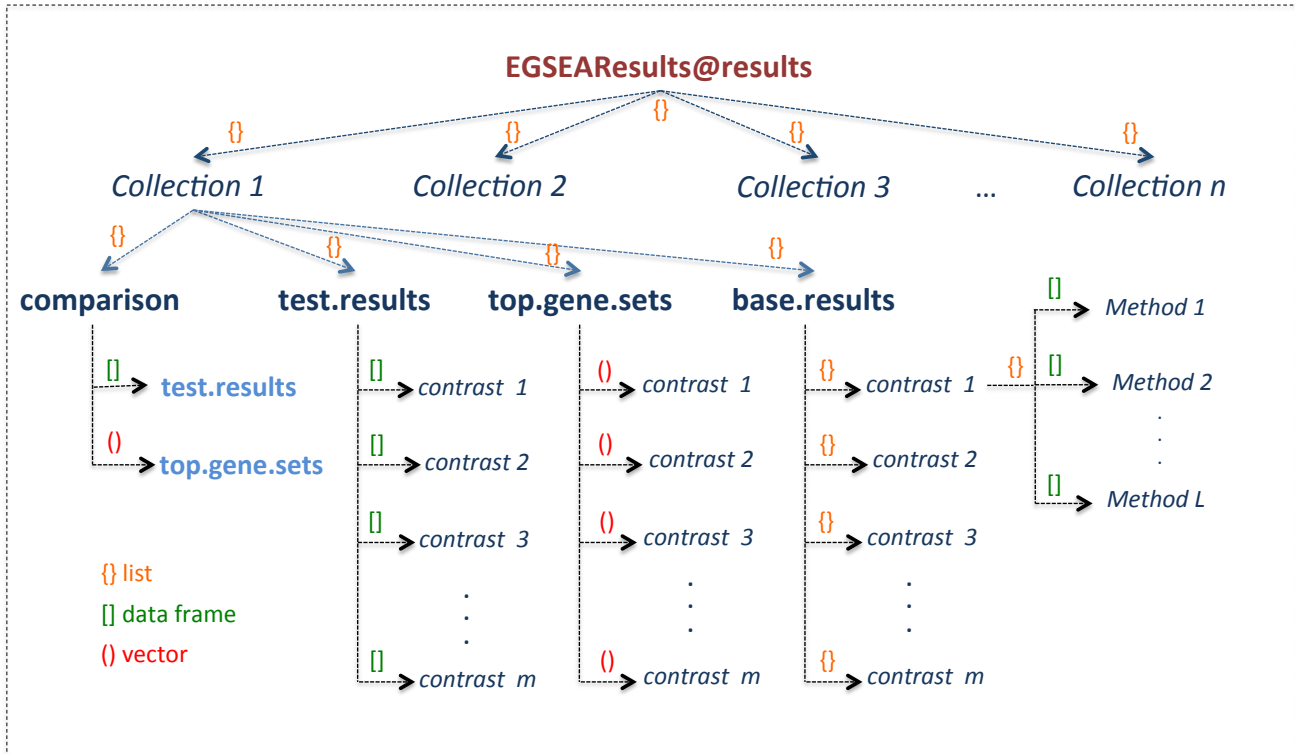 EGSEAResults@results
{} {} {} {} {}
Collection 1 Collection 2 Collection 3 ... Collection n
{} {} {} {}
comparison test.results top.gene.sets base.results
[] Method 1
[] test.results [] contrast 1 () contrast 1 {} contrast 1 {} [] Method 2
. . .
() top.gene.sets [] contrast 2 () contrast 2 {} contrast 2
[] Method L
[] contrast 3 () contrast 3 {} contrast 3
{} list
[] data frame
() vector
. . . . . . . . .
[] contrast m () contrast m {} contrast m